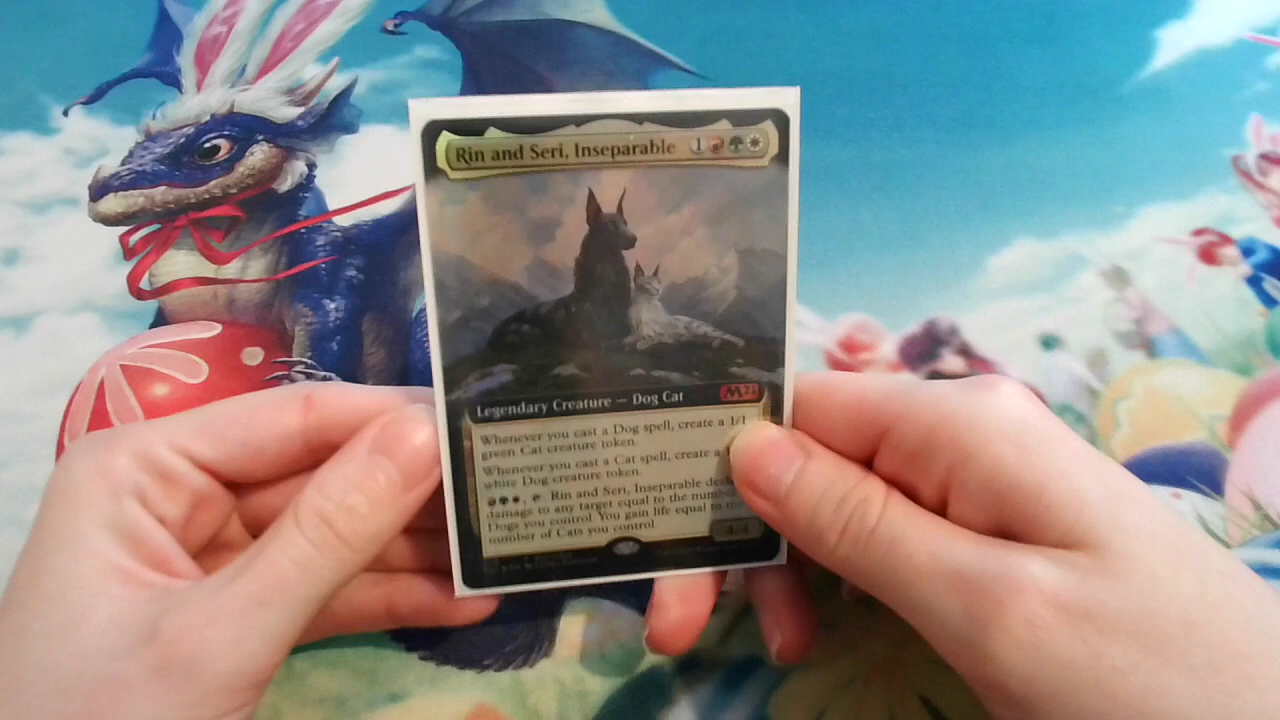 Rin and Seri, Inseparable 1
Legendary Creature — Dog Cat M21
Whenever you cast a Dog spell, create a 1/1
green Cat creature token.
Whenever you cast a Cat spell, create a
white Dog creature token.
Rin and Seri, Inseparable
damage to any target equal to the number
Dogs you control. You gain life equal to
number of Cats you control.
4/4